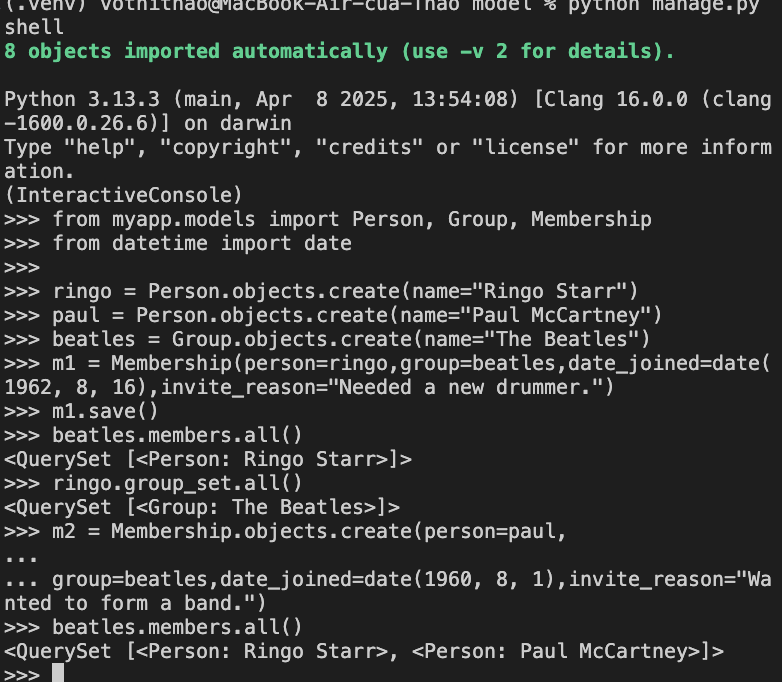 (.venv) vothithao@MacBook-Air-cua-Thao model % python manage.py
shell
8 objects imported automatically (use -v 2 for details).
Python 3.13.3 (main, Apr  8 2025, 13:54:08) [Clang 16.0.0 (clang
-1600.0.26.6)] on darwin
Type "help", "copyright", "credits" or "license" for more inform
ation.
(InteractiveConsole)
>>> from myapp.models import Person, Group, Membership
>>> from datetime import date
>>>
>>> ringo = Person.objects.create(name="Ringo Starr")
>>> paul = Person.objects.create(name="Paul McCartney")
>>> beatles = Group.objects.create(name="The Beatles")
>>> m1 = Membership(person=ringo,group=beatles,date_joined=date(
1962, 8, 16),invite_reason="Needed a new drummer.")
>>> m1.save()
>>> beatles.members.all()
<QuerySet [<Person: Ringo Starr>]>
>>> ringo.group_set.all()
<QuerySet [<Group: The Beatles>]>
>>> m2 = Membership.objects.create(person=paul,
...
... group=beatles,date_joined=date(1960, 8, 1),invite_reason="Wa
nted to form a band.")
>>> beatles.members.all()
<QuerySet [<Person: Ringo Starr>, <Person: Paul McCartney>]>
>>>